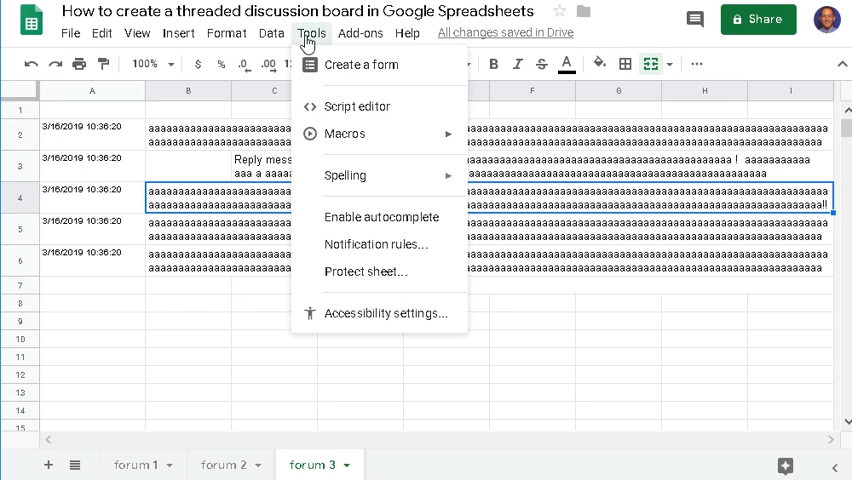 How to create a threaded discussion board in Google Spreadsheets
Share
File Edit View Insert Format Data Tools Add-ons Help All changes saved in Drive
100% $ % .0 .00 B I S A
Create a form
Script editor
Macros
Spelling
Enable autocomplete
Notification rules...
Protect sheet...
Accessibility settings...
A B C F G H I
1
2 3/16/2019 10:36:20
3 3/16/2019 10:36:20 Reply
aaa a
4 3/16/2019 10:36:20
5 3/16/2019 10:36:20
6 3/16/2019 10:36:20
7
8
9
10
11
12
13
14
15
forum 1 forum 2 forum 3